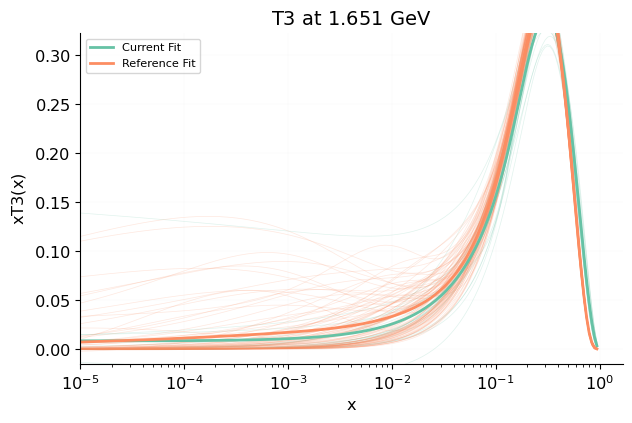 T3 at 1.651 GeV
Current Fit
Reference Fit
xT3(x)
0.30
0.25
0.20
0.15
0.10
0.05
0.00
10⁻⁵
10⁻⁴
10⁻³
10⁻²
10⁻¹
10⁰
x